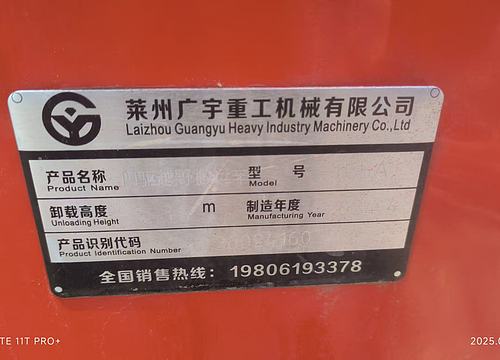 莱州广宇重工机械有限公司
Laizhou Guangyu Heavy Industry Machinery Co.,Ltd
产品名称 型 号
Product Name Model
卸载高度 m 制造年度
Unloading Height Manufacturing Year
产品识别代码
Product Identification Number
全国销售热线：19806193378
TE 11T PRO+ 2025.0